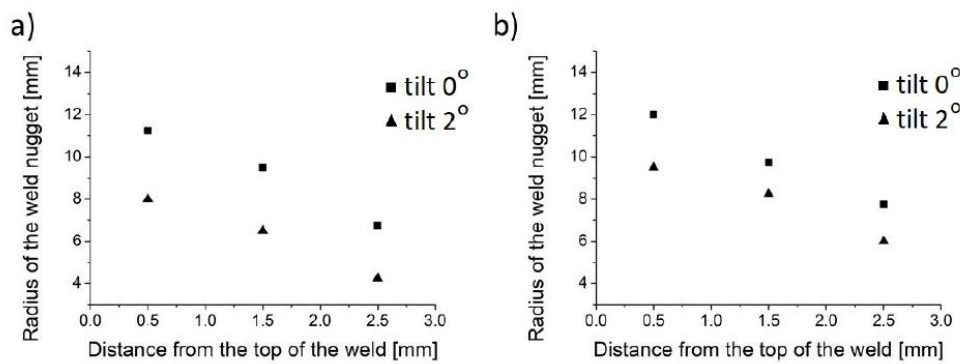 a)
Radius of the weld nugget [mm]
14
12
10
8
6
4
tilt 0°
tilt 2°
0.0 0.5 1.0 1.5 2.0 2.5 3.0
Distance from the top of the weld [mm]
b)
Radius of the weld nugget [mm]
14
12
10
8
6
4
tilt 0°
tilt 2°
0.0 0.5 1.0 1.5 2.0 2.5 3.0
Distance from the top of the weld [mm]